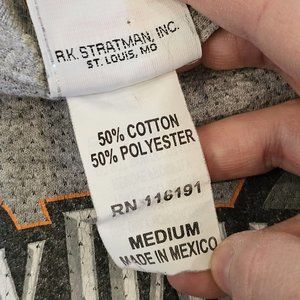 R.K. STRATMAN, INC.
ST. LOUIS, MO
50% COTTON
50% POLYESTER
RN 116191
MEDIUM
MADE IN MEXICO